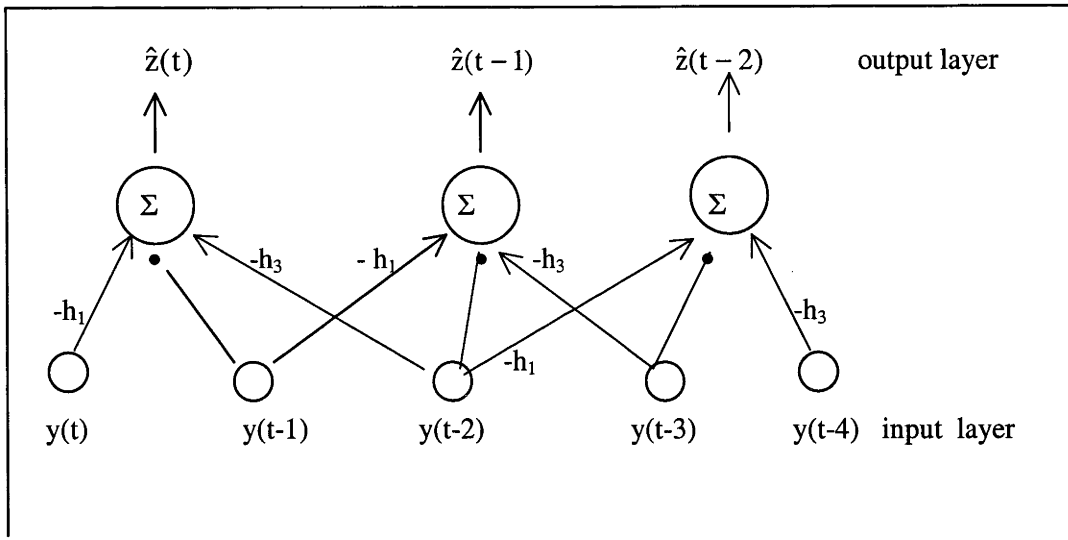 ẑ(t) ẑ(t − 1) ẑ(t − 2) output layer
Σ Σ Σ
-h₃ - h₁ -h₃
-h₁ -h₁ -h₃
y(t) y(t-1) y(t-2) y(t-3) y(t-4) input layer